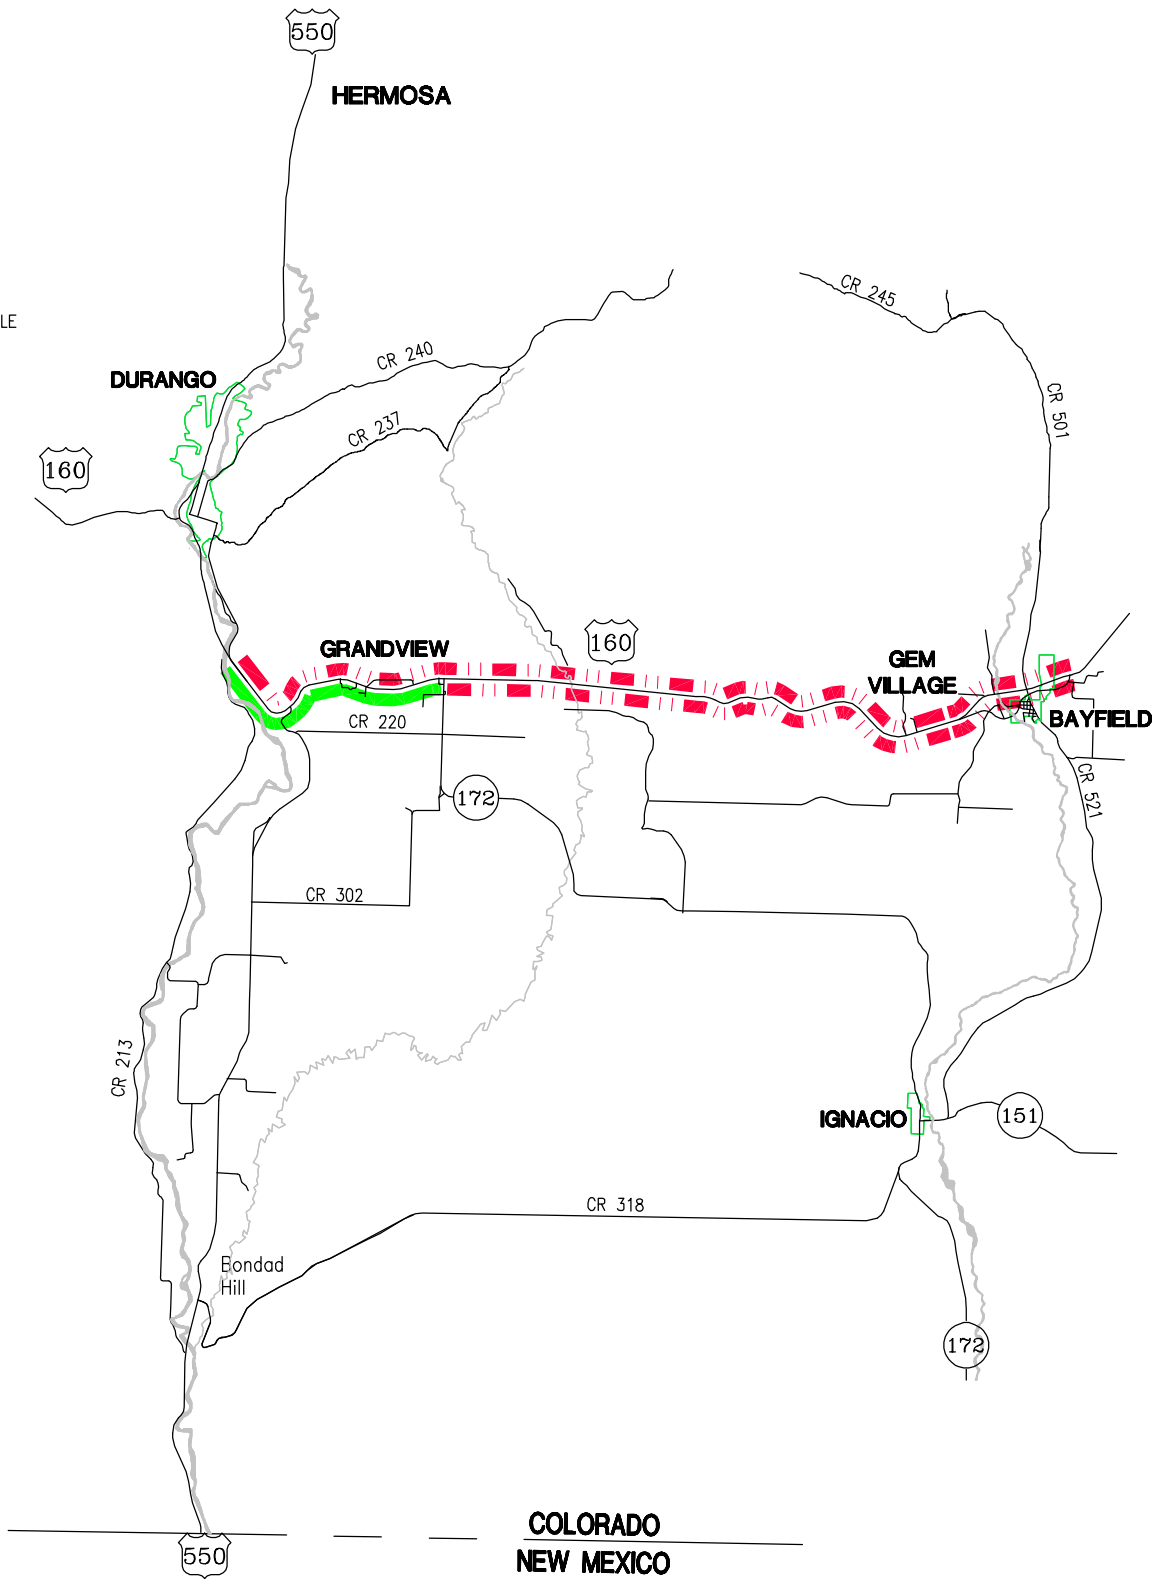 550
HERMOSA
CR 245
LE
CR 240
DURANGO
CR 501
CR 237
160
160
GRANDVIEW
GEM
VILLAGE
CR 220
BAYFIELD
CR 521
172
CR 302
CR 213
IGNACIO
151
CR 318
Bondad
Hill
172
COLORADO
NEW MEXICO
550